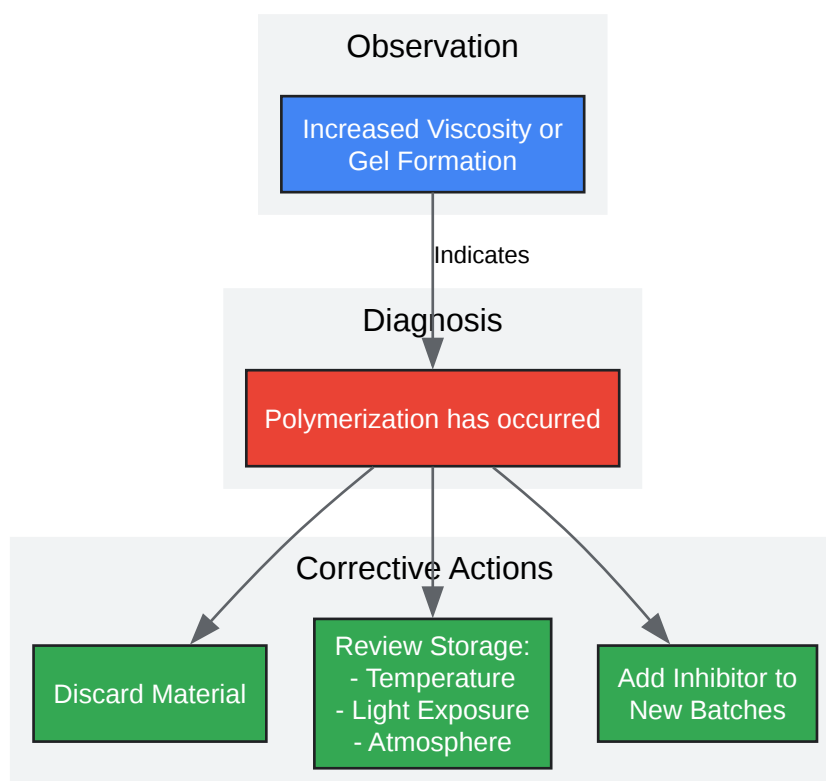 Observation
Increased Viscosity or
Gel Formation
Indicates
Diagnosis
Polymerization has occurred
Corrective Actions
Discard Material
Review Storage:
- Temperature
- Light Exposure
- Atmosphere
Add Inhibitor to
New Batches